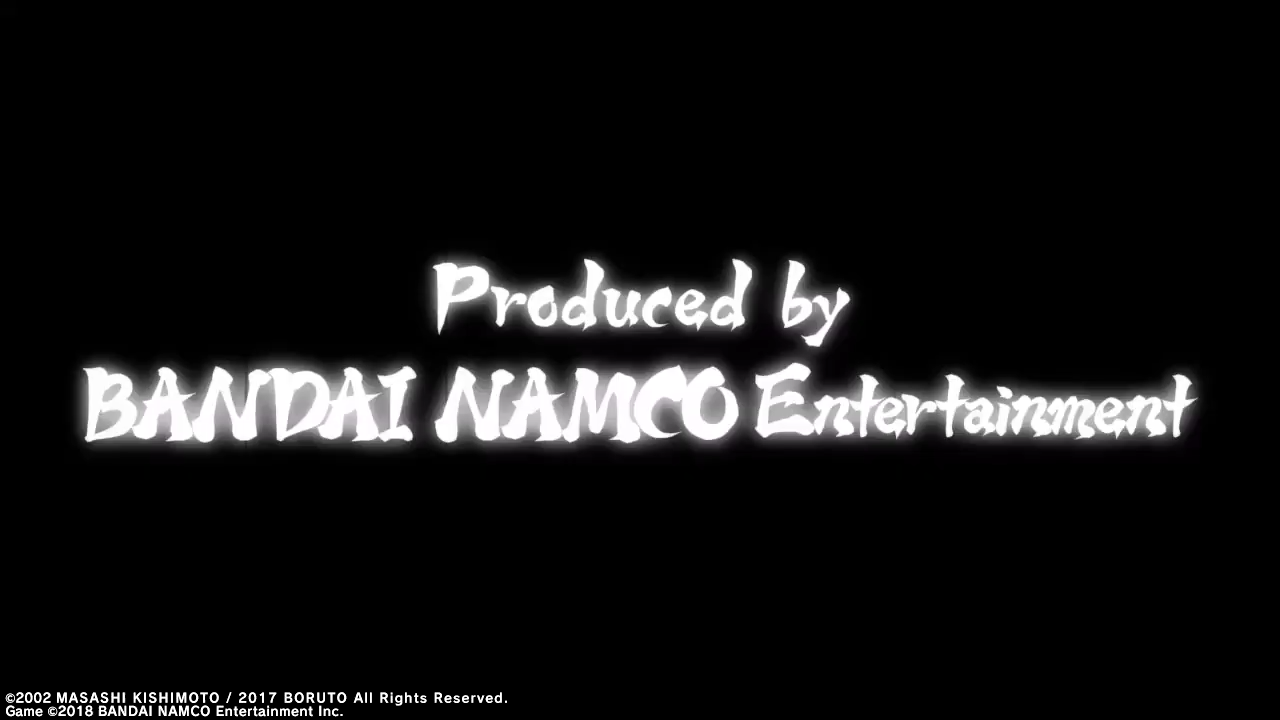 Produced by
BANDAI NAMCO Entertainment
©2002 MASASHI KISHIMOTO / 2017 BORUTO All Rights Reserved.
Game ©2018 BANDAI NAMCO Entertainment Inc.